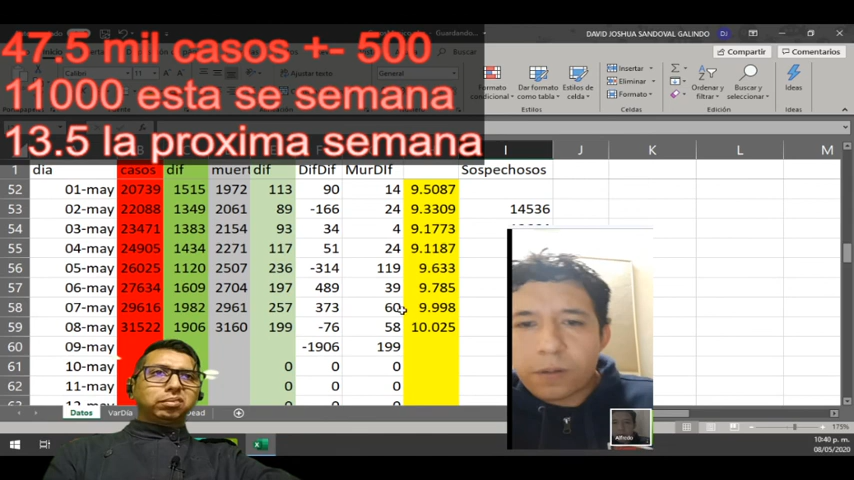 47.5 mil casos +- 500
11000 esta se semana
13.5 la proxima semana
DAVID JOSHUA SANDOVAL GALINDO
DJ
Compartir
Comentarios
Buscar
Ajustar texto
General
Formato condicional
Dar formato como tabla
Estilos de celda
Insertar
Eliminar
Formato
Ordenar y filtrar
Buscar y seleccionar
Ideas
Estilos
Celdas
Edición
Ideas
I J K L M
1 dia casos dif muert dif DifDif MurDIf Sospechosos
52 01-may 20739 1515 1972 113 90 14 9.5087
53 02-may 22088 1349 2061 89 -166 24 9.3309 14536
54 03-may 23471 1383 2154 93 34 4 9.1773
55 04-may 24905 1434 2271 117 51 24 9.1187
56 05-may 26025 1120 2507 236 -314 119 9.633
57 06-may 27634 1609 2704 197 489 39 9.785
58 07-may 29616 1982 2961 257 373 60 9.998
59 08-may 31522 1906 3160 199 -76 58 10.025
60 09-may -1906 199
61 10-may 0 0 0
62 11-may 0 0 0
Datos VarDía ead
Alfredo
175%
10:40 p. m.
08/05/2020